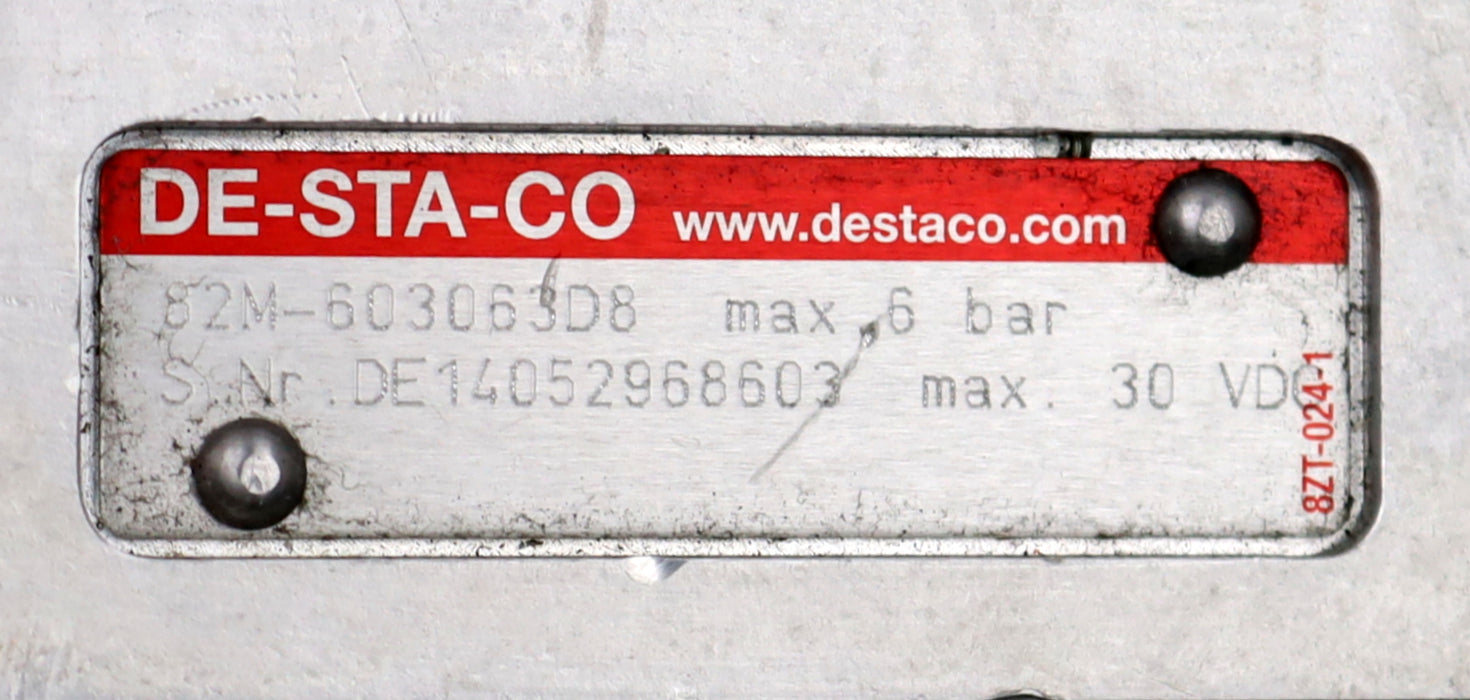 DE-STA-CO www.destaco.com
82M-603063D8 max.6 bar
S.Nr.DE14052968603 max. 30 VDC
8ZT-024-1